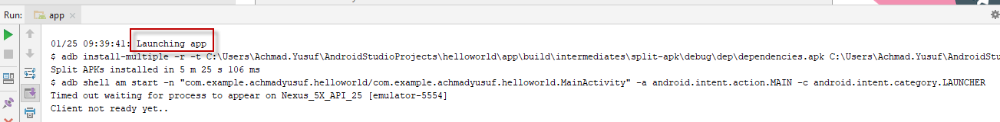 Run: app
01/25 09:39:41: Launching app
$ adb install-multiple -r -t C:\Users\Achmad.Yusuf\AndroidStudioProjects\helloworld\app\build\intermediates\split-apk\debug\dep\dependencies.apk C:\Users\Achmad.Yusuf\AndroidStu
Split APKs installed in 5 m 25 s 106 ms
$ adb shell am start -n "com.example.achmadyusuf.helloworld/com.example.achmadyusuf.helloworld.MainActivity" -a android.intent.action.MAIN -c android.intent.category.LAUNCHER
Timed out waiting for process to appear on Nexus_5X_API_25 [emulator-5554]
Client not ready yet..